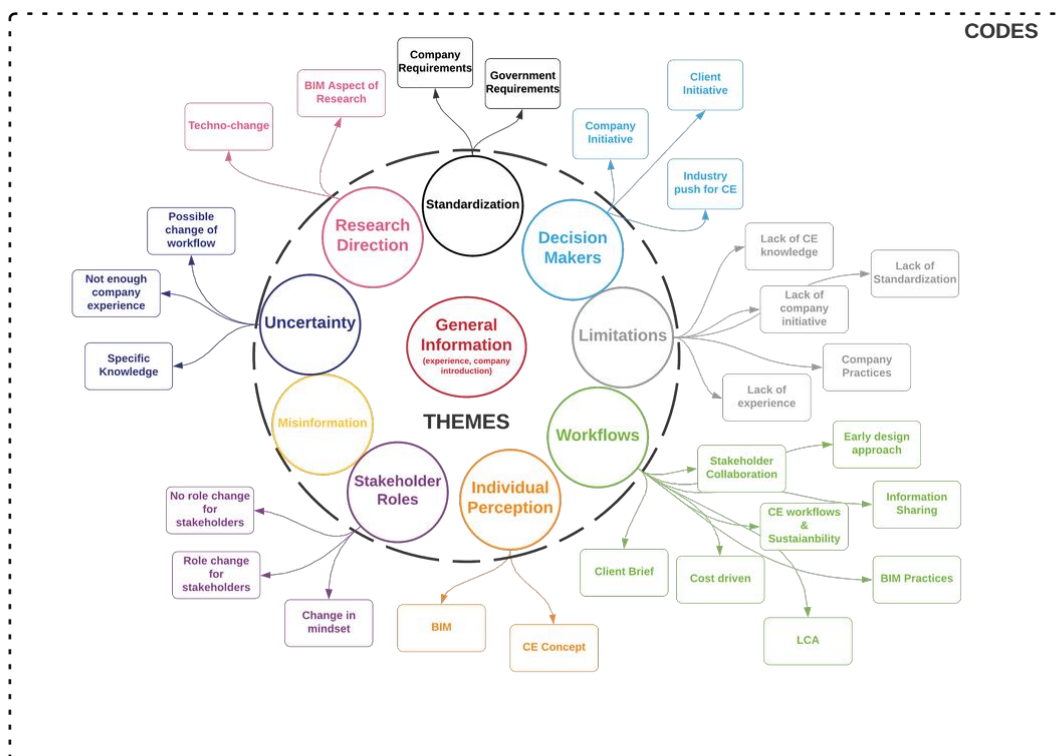 CODES
Company
Requirements
Government
Requirements
BIM Aspect of
Research
Techno-change
Client
Initiative
Company
Initiative
Industry
push for CE
Standardization
Research
Direction
Decision
Makers
Possible
change of
workflow
Not enough
company
experience
Specific
Knowledge
Uncertainty
General
Information
(experience, company
introduction)
Limitations
Lack of CE
knowledge
Lack of
Standardization
Lack of
company
initiative
Company
Practices
Lack of
experience
THEMES
Misinformation
Workflows
Stakeholder
Roles
Individual
Perception
Early design
approach
Stakeholder
Collaboration
Information
Sharing
CE workflows
&
Sustaianbility
BIM Practices
Client Brief
Cost driven
LCA
No role change
for
stakeholders
Role change
for
stakeholders
Change in
mindset
BIM
CE Concept